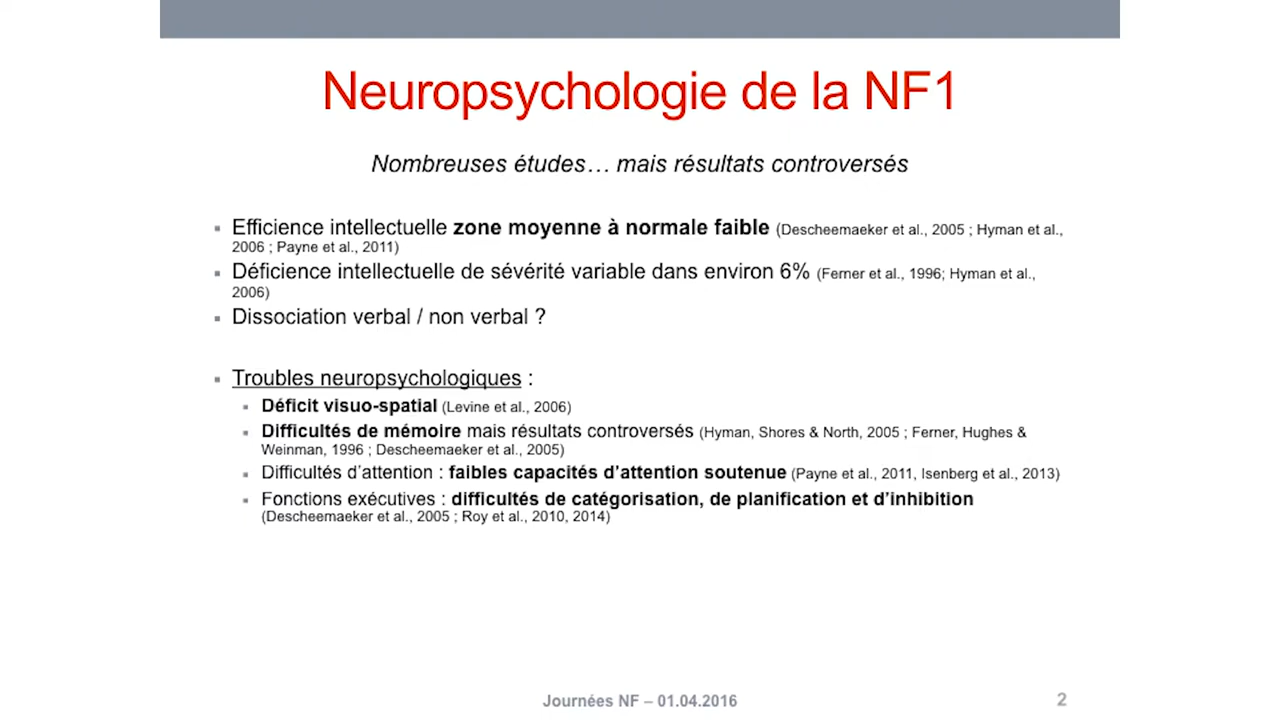 Neuropsychologie de la NF1
Nombreuses études… mais résultats controversés
▪ Efficience intellectuelle zone moyenne à normale faible (Descheemaeker et al., 2005 ; Hyman et al.,
2006 ; Payne et al., 2011)
▪ Déficience intellectuelle de sévérité variable dans environ 6% (Ferner et al., 1996; Hyman et al.,
2006)
▪ Dissociation verbal / non verbal ?
▪ Troubles neuropsychologiques :
▪ Déficit visuo-spatial (Levine et al., 2006)
▪ Difficultés de mémoire mais résultats controversés (Hyman, Shores & North, 2005 ; Ferner, Hughes &
Weinman, 1996 ; Descheemaeker et al., 2005)
▪ Difficultés d’attention : faibles capacités d’attention soutenue (Payne et al., 2011, Isenberg et al., 2013)
▪ Fonctions exécutives : difficultés de catégorisation, de planification et d’inhibition
(Descheemaeker et al., 2005 ; Roy et al., 2010, 2014)
Journées NF – 01.04.2016
2